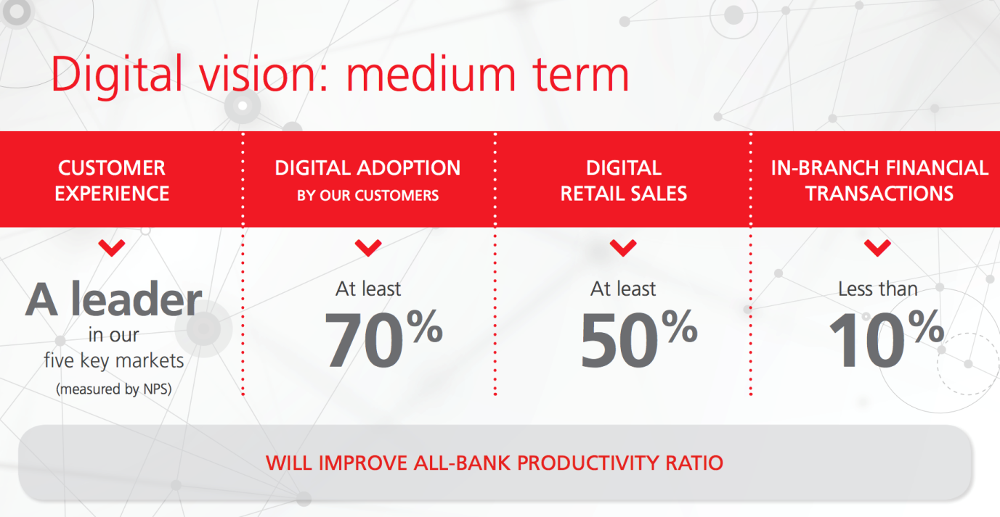 Digital vision: medium term
CUSTOMER
EXPERIENCE
DIGITAL ADOPTION
BY OUR CUSTOMERS
DIGITAL
RETAIL SALES
IN-BRANCH FINANCIAL
TRANSACTIONS
A leader
in our
five key markets
(measured by NPS)
At least
70%
At least
50%
Less than
10%
WILL IMPROVE ALL-BANK PRODUCTIVITY RATIO